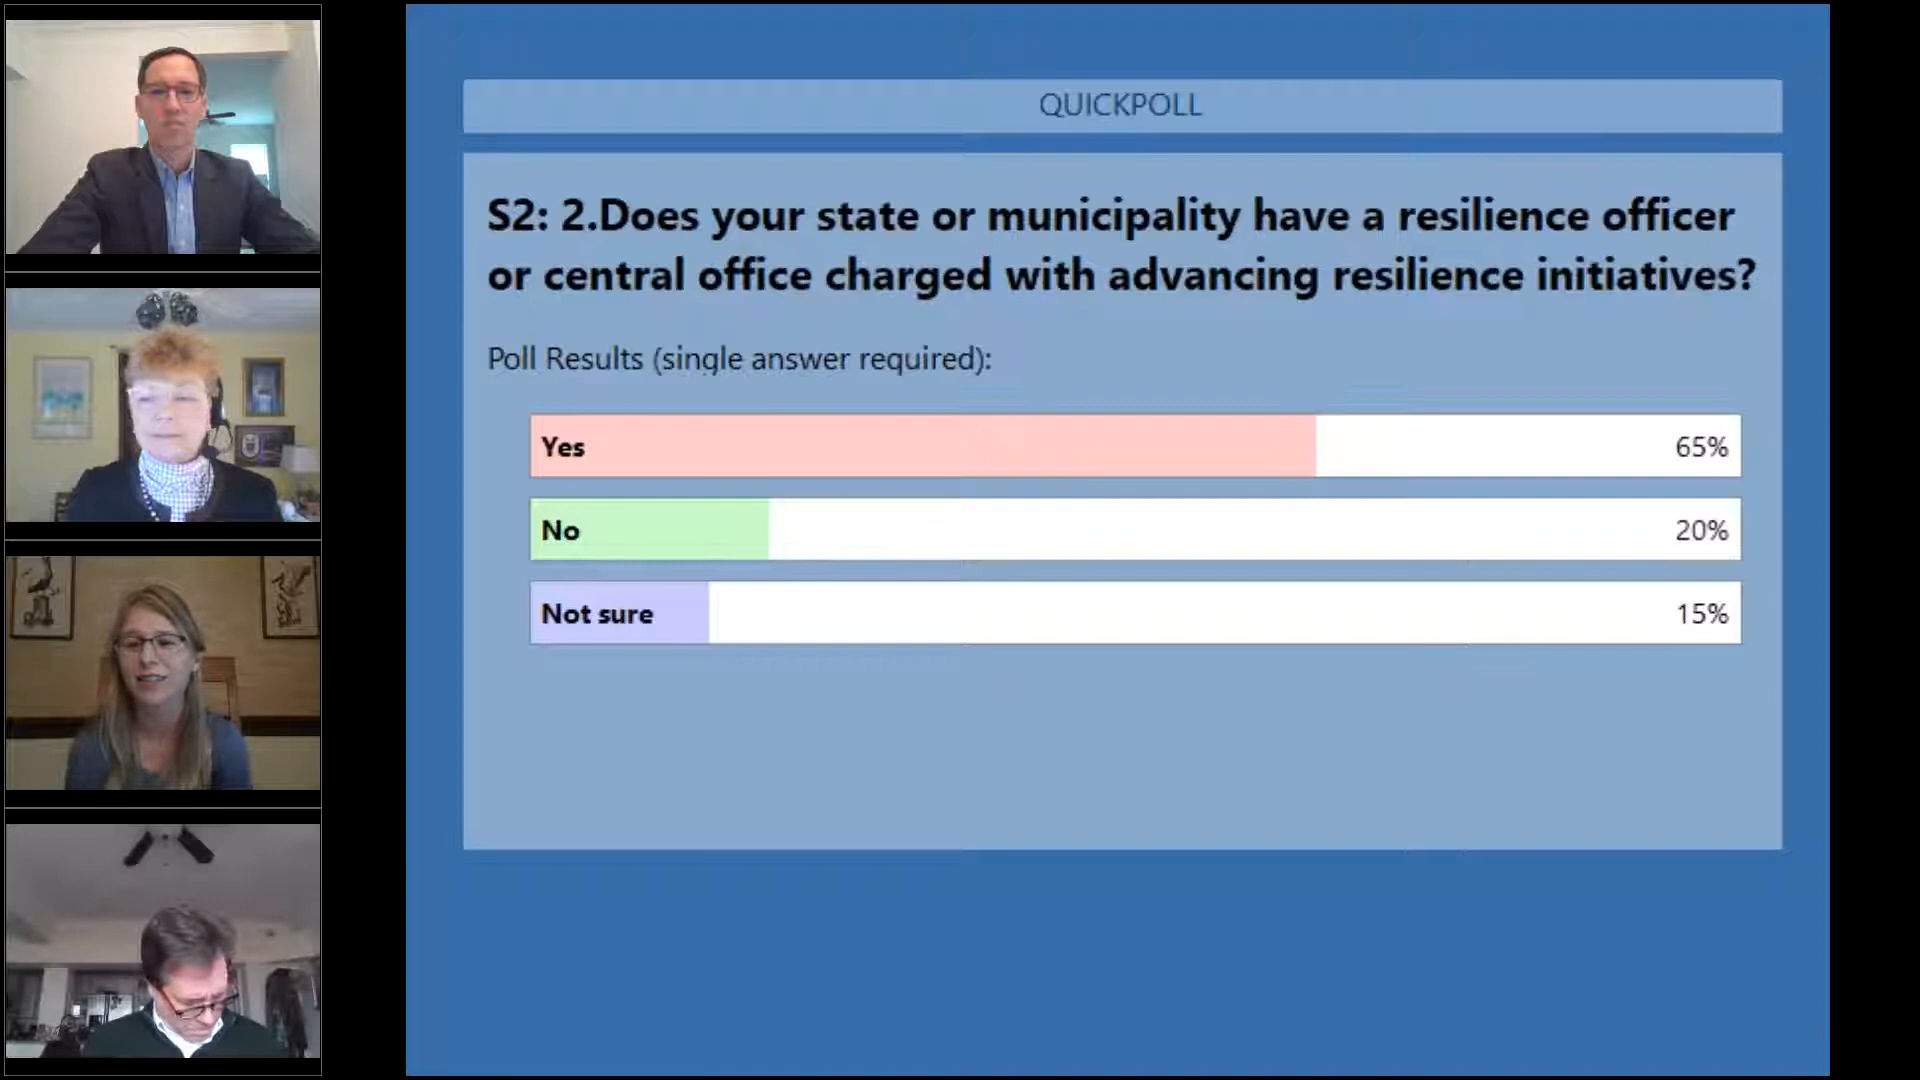 QUICKPOLL
S2: 2.Does your state or municipality have a resilience officer
or central office charged with advancing resilience initiatives?
Poll Results (single answer required):
Yes 65%
No 20%
Not sure 15%